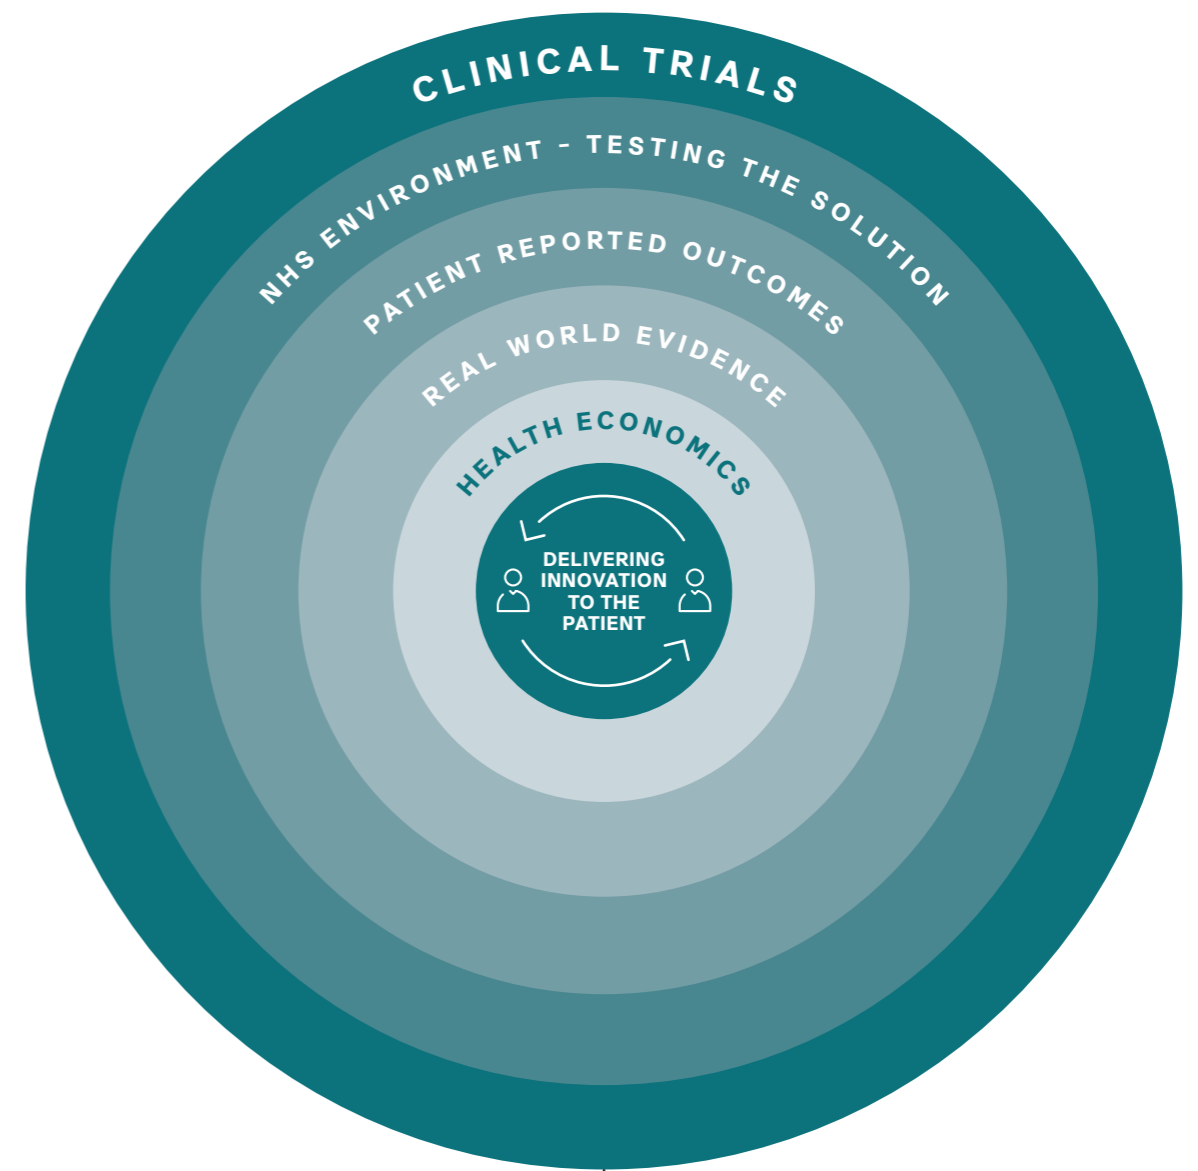 CLINICAL TRIALS
NHS ENVIRONMENT - TESTING THE SOLUTION
PATIENT REPORTED OUTCOMES
REAL WORLD EVIDENCE
HEALTH ECONOMICS
DELIVERING
INNOVATION
TO THE
PATIENT